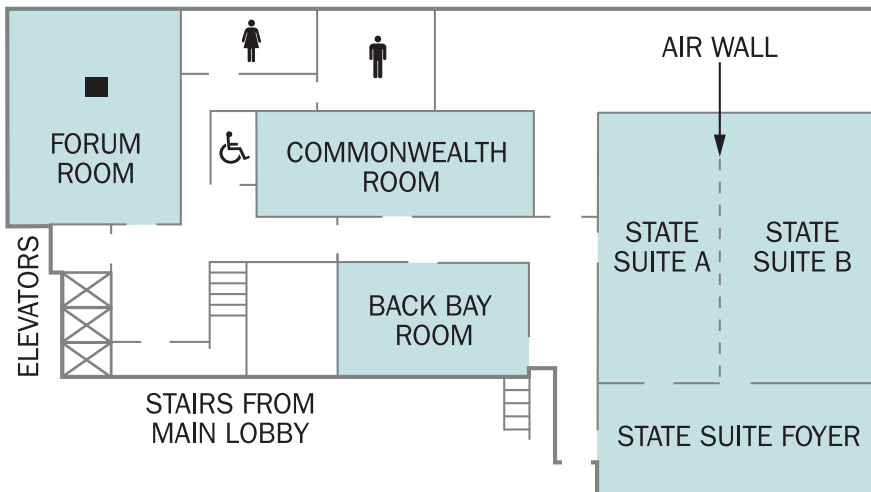 AIR WALL
FORUM
ROOM
COMMONWEALTH
ROOM
STATE
SUITE A
STATE
SUITE B
ELEVATORS
BACK BAY
ROOM
STAIRS FROM
MAIN LOBBY
STATE SUITE FOYER